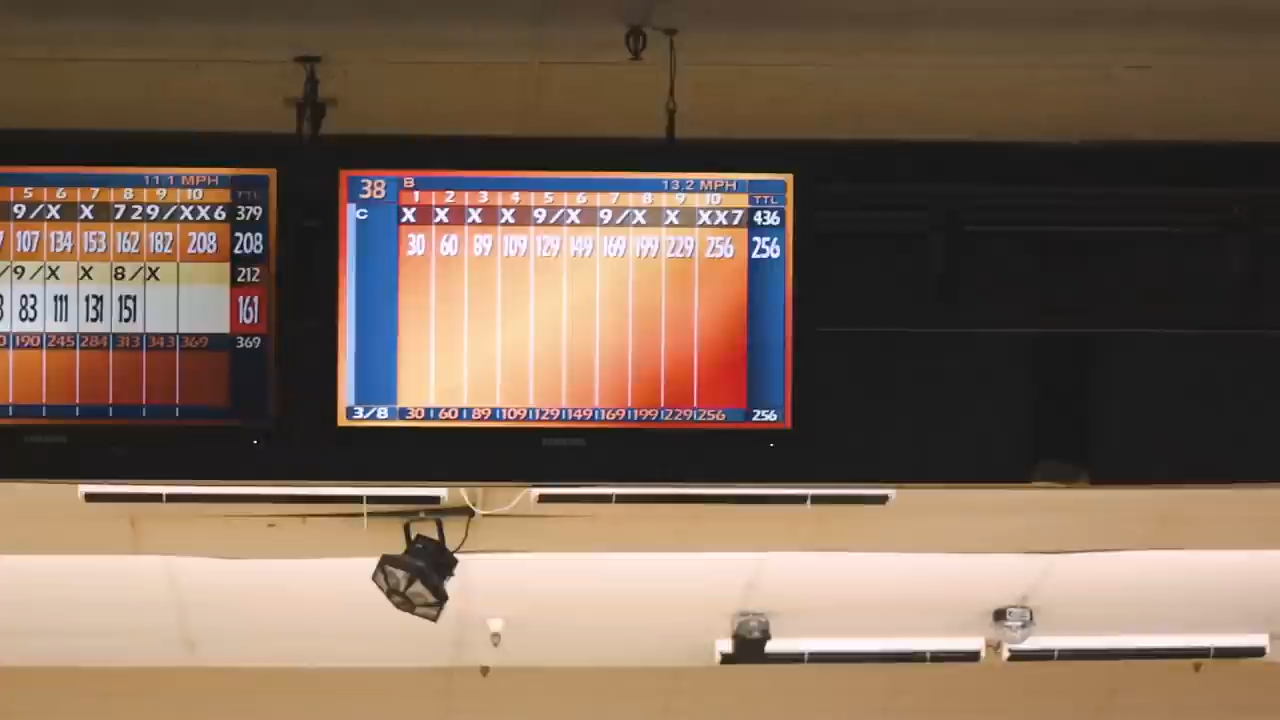 11.1 MPH
5 6 7 8 9 10 TTL
9/ X X 72 9/ XX6 379
107 134 153 162 182 208 208
9/ X X 8/ X 212
83 111 131 151 161
190 245 284 313 343 369 369
38 B 13.2 MPH
1 2 3 4 5 6 7 8 9 10 TTL
C X X X X 9/ X 9/ X X XX7 436
30 60 89 109 129 149 169 199 229 256 256
3/8 30 60 89 109 129 149 169 199 229 256 256
SAMSUNG